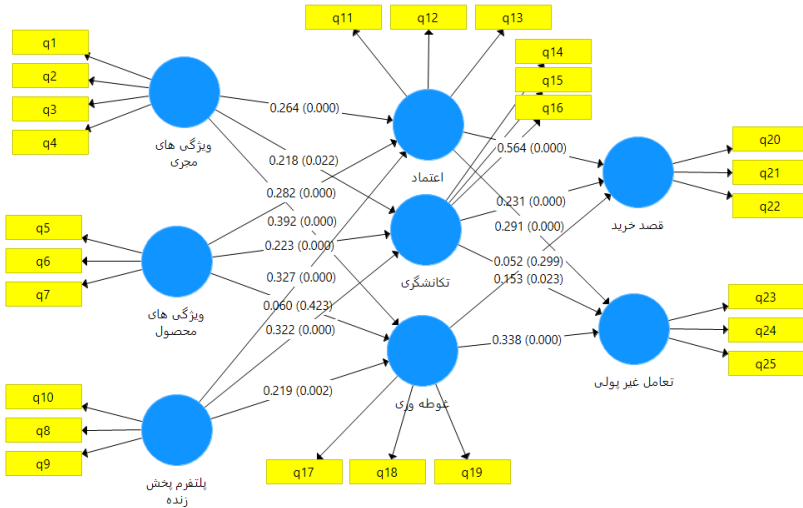 q11
q12
q13
q14
q15
q16
q1
q2
q3
q4
ویژگی های
مجری
q5
q6
q7
ویژگی های
محصول
q10
q8
q9
پلتفرم پخش
زنده
0.264 (0.000)
0.218 (0.022)
0.282 (0.000)
0.392 (0.000)
0.223 (0.000)
0.327 (0.000)
0.060 (0.423)
0.322 (0.000)
0.219 (0.002)
اعتماد
تکانشگری
غوطه وری
q17
q18
q19
0.564 (0.000)
0.231 (0.000)
0.291 (0.000)
0.052 (0.299)
0.153 (0.023)
0.338 (0.000)
قصد خرید
q20
q21
q22
تعامل غیر پولی
q23
q24
q25